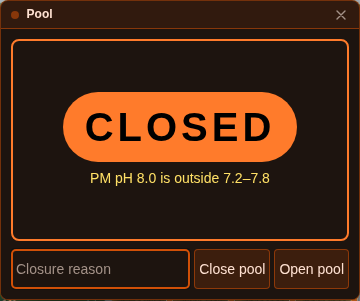 Pool
CLOSED
PM pH 8.0 is outside 7.2–7.8
Closure reason
Close pool
Open pool